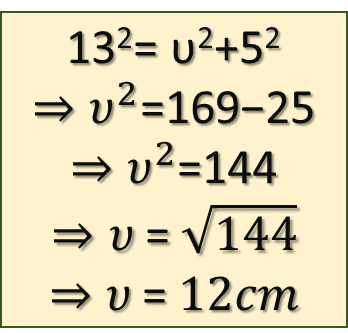 13²= υ²+5²
⇒ υ²=169−25
⇒ υ²=144
⇒ υ = √144
⇒ υ = 12cm